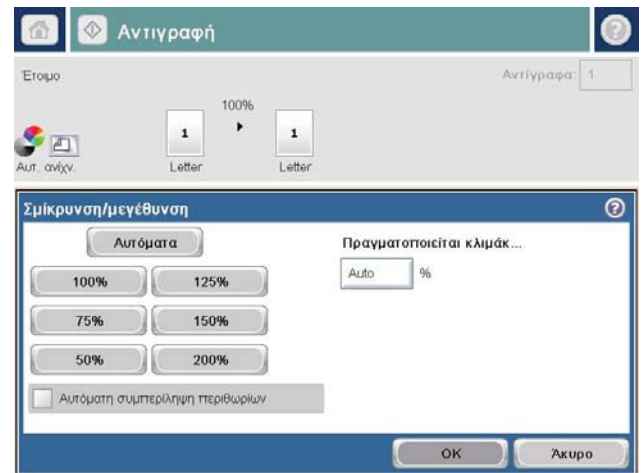 Αντιγραφή
Έτοιμο
Αντίγραφα: 1
100%
1 1
Αυτ. ανίχν. Letter Letter
Σμίκρυνση/μεγέθυνση
Αυτόματα
Πραγματοποιείται κλιμάκ...
100% 125%
Auto %
75% 150%
50% 200%
Αυτόματη συμπερίληψη περιθωρίων
OK Άκυρο